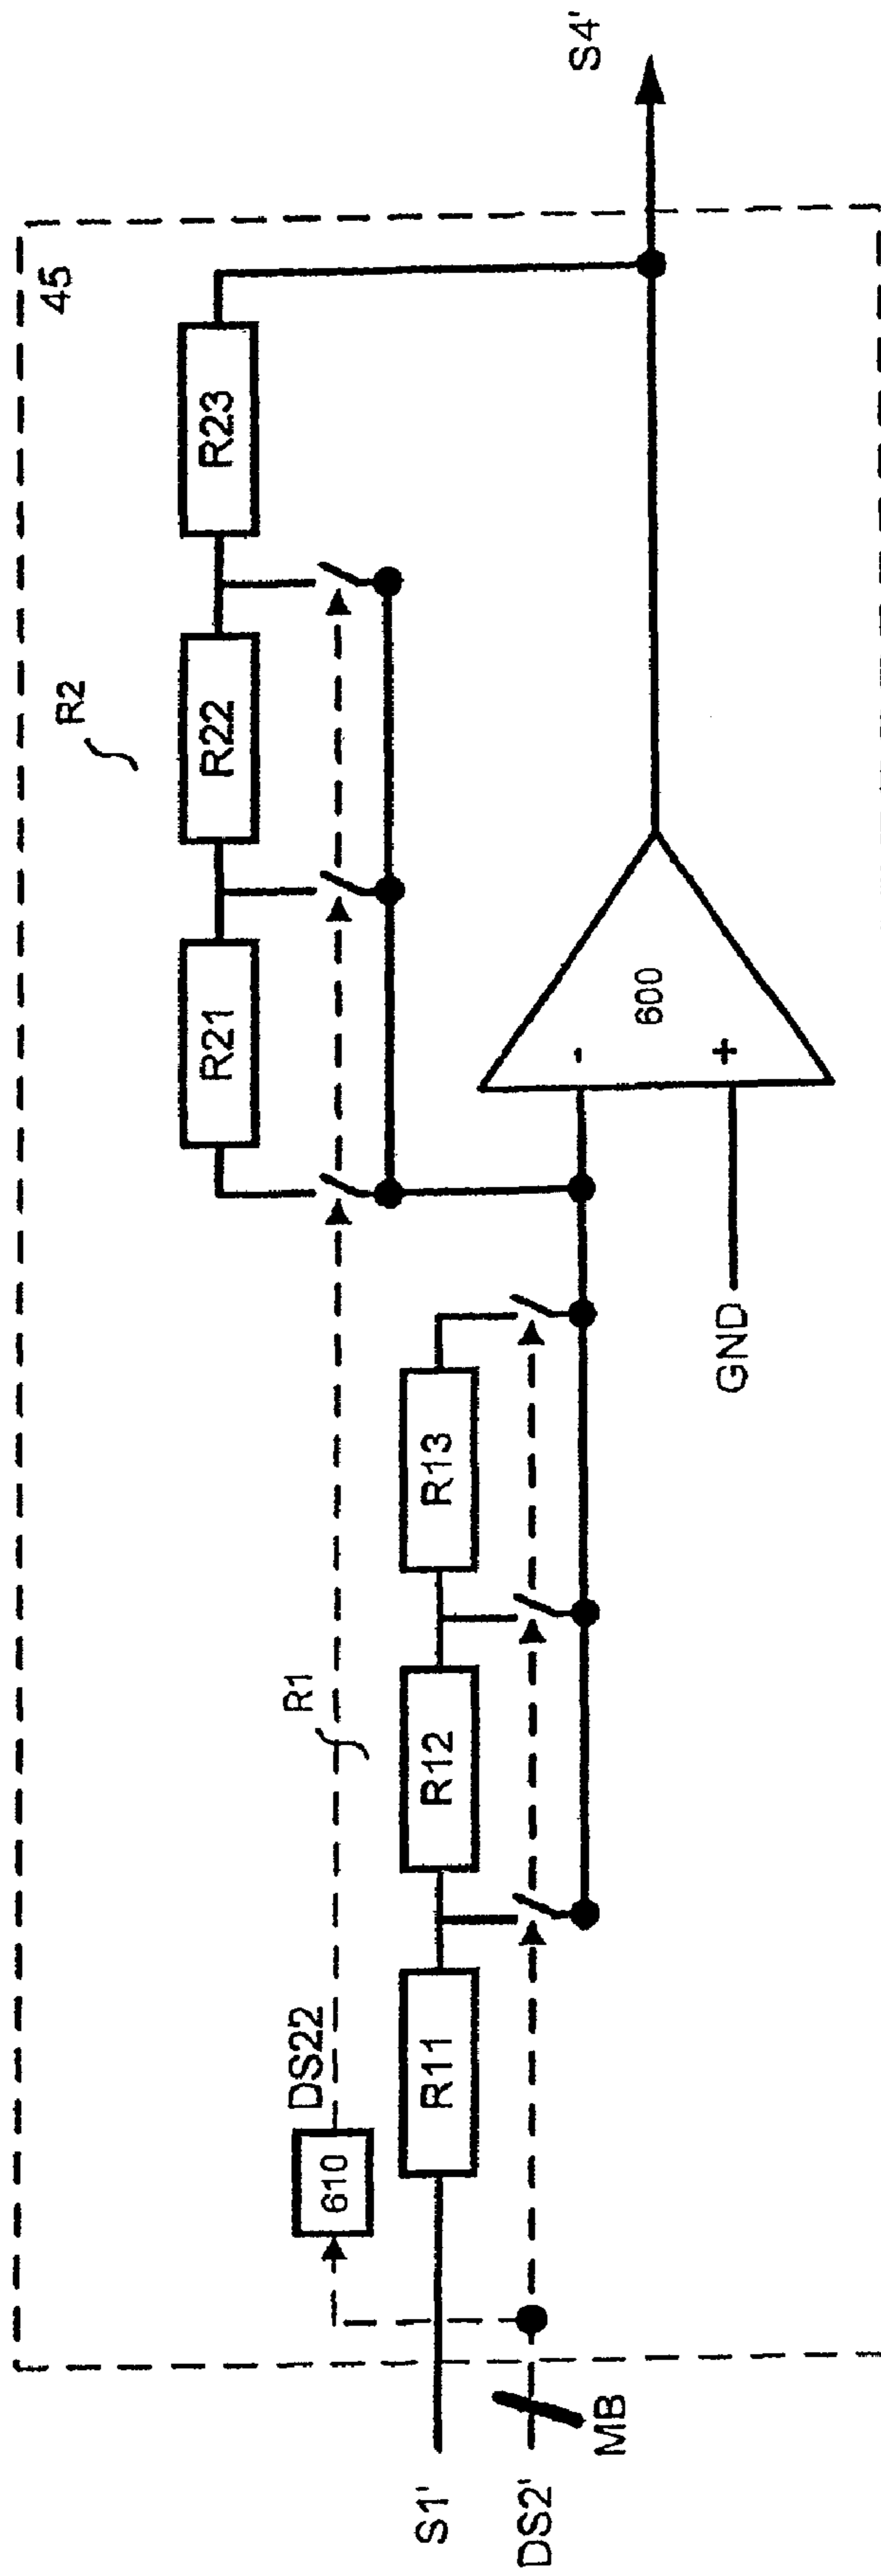 45
R2
R21
R22
R23
S4'
DS22
610
R1
R11
R12
R13
S1'
DS2'
MB
-
+
600
GND